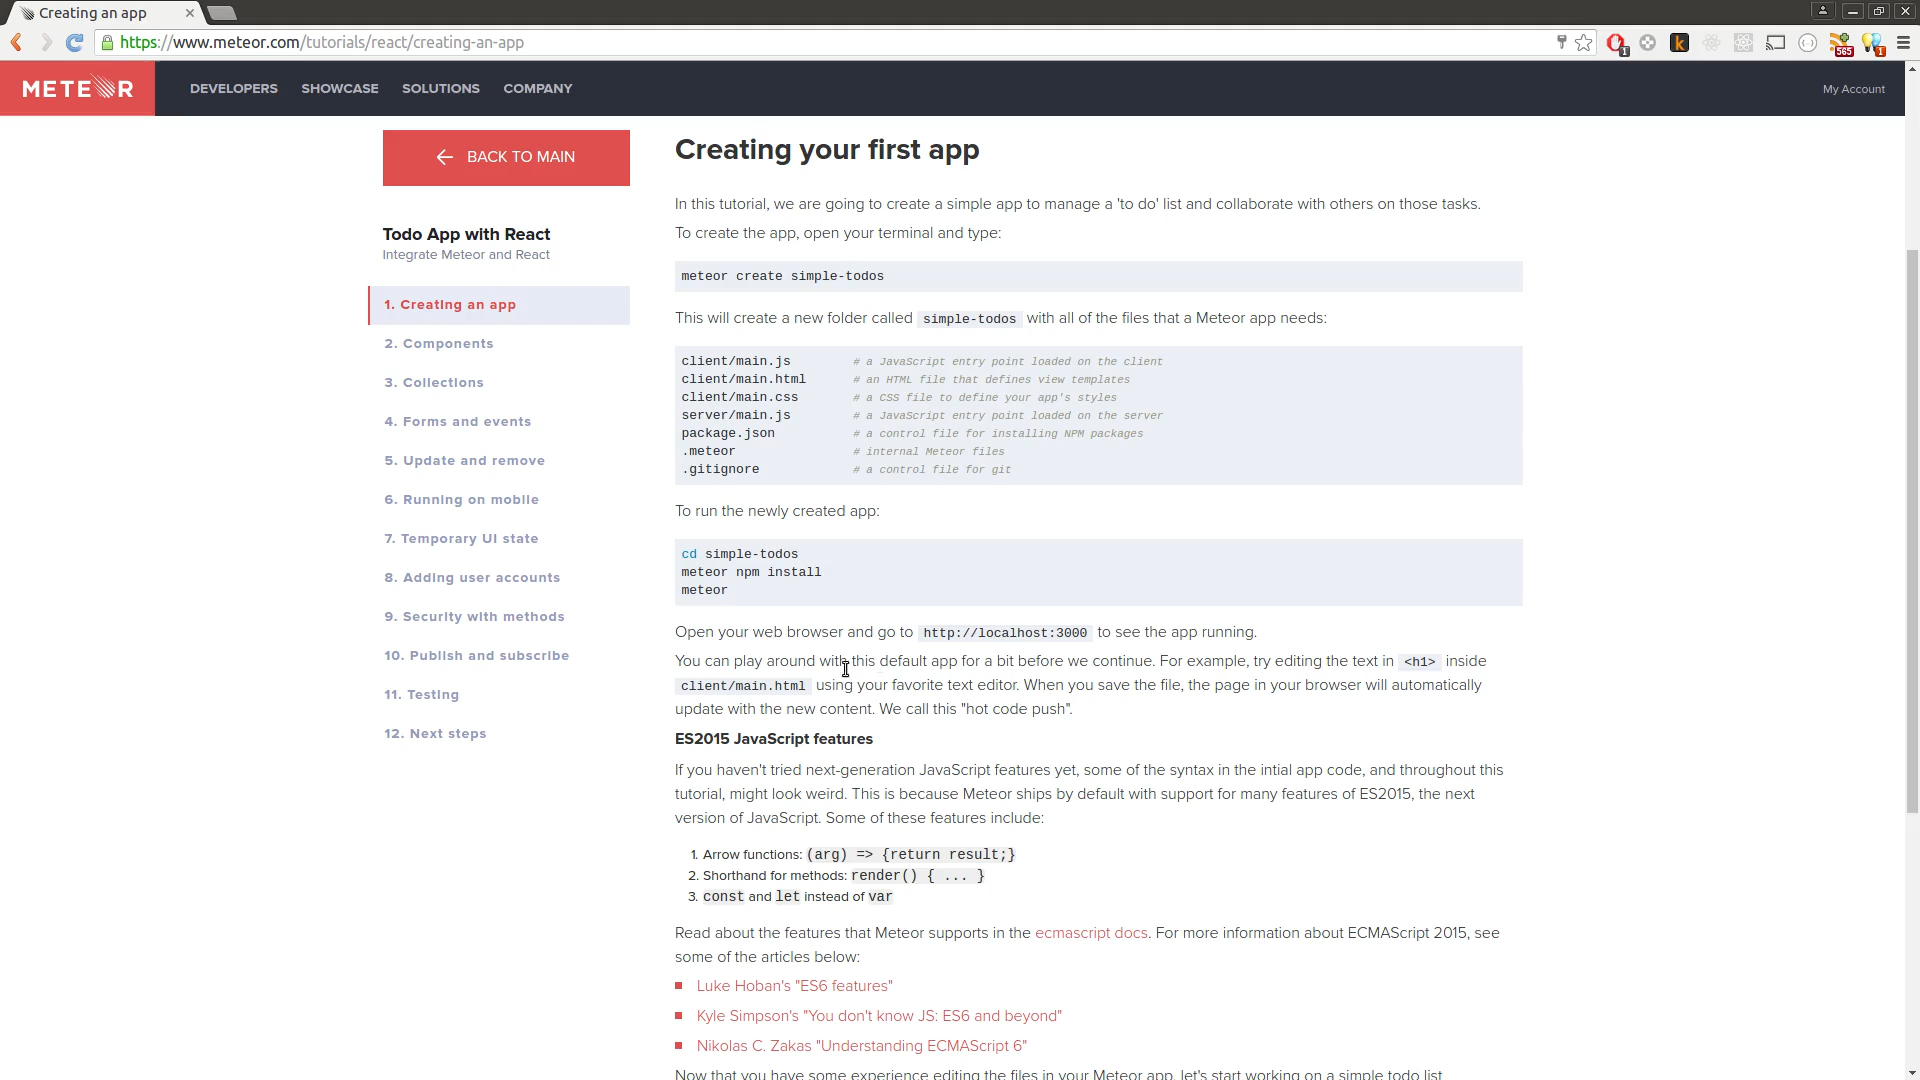 Creating an app
https://www.meteor.com/tutorials/react/creating-an-app
1
k
565
1
METEOR
DEVELOPERS SHOWCASE SOLUTIONS COMPANY
My Account
← BACK TO MAIN
Todo App with React
Integrate Meteor and React
1. Creating an app
2. Components
3. Collections
4. Forms and events
5. Update and remove
6. Running on mobile
7. Temporary UI state
8. Adding user accounts
9. Security with methods
10. Publish and subscribe
11. Testing
12. Next steps
Creating your first app
In this tutorial, we are going to create a simple app to manage a 'to do' list and collaborate with others on those tasks.
To create the app, open your terminal and type:
meteor create simple-todos
This will create a new folder called simple-todos with all of the files that a Meteor app needs:
client/main.js # a JavaScript entry point loaded on the client
client/main.html # an HTML file that defines view templates
client/main.css # a CSS file to define your app's styles
server/main.js # a JavaScript entry point loaded on the server
package.json # a control file for installing NPM packages
.meteor # internal Meteor files
.gitignore # a control file for git
To run the newly created app:
cd simple-todos
meteor npm install
meteor
Open your web browser and go to http://localhost:3000 to see the app running.
You can play around with this default app for a bit before we continue. For example, try editing the text in <h1> inside
client/main.html using your favorite text editor. When you save the file, the page in your browser will automatically
update with the new content. We call this "hot code push".
ES2015 JavaScript features
If you haven't tried next-generation JavaScript features yet, some of the syntax in the intial app code, and throughout this
tutorial, might look weird. This is because Meteor ships by default with support for many features of ES2015, the next
version of JavaScript. Some of these features include:
1. Arrow functions: (arg) => {return result;}
2. Shorthand for methods: render() { ... }
3. const and let instead of var
Read about the features that Meteor supports in the ecmascript docs. For more information about ECMAScript 2015, see
some of the articles below:
Luke Hoban's "ES6 features"
Kyle Simpson's "You don't know JS: ES6 and beyond"
Nikolas C. Zakas "Understanding ECMAScript 6"
Now that you have some experience editing the files in your Meteor app, let's start working on a simple todo list